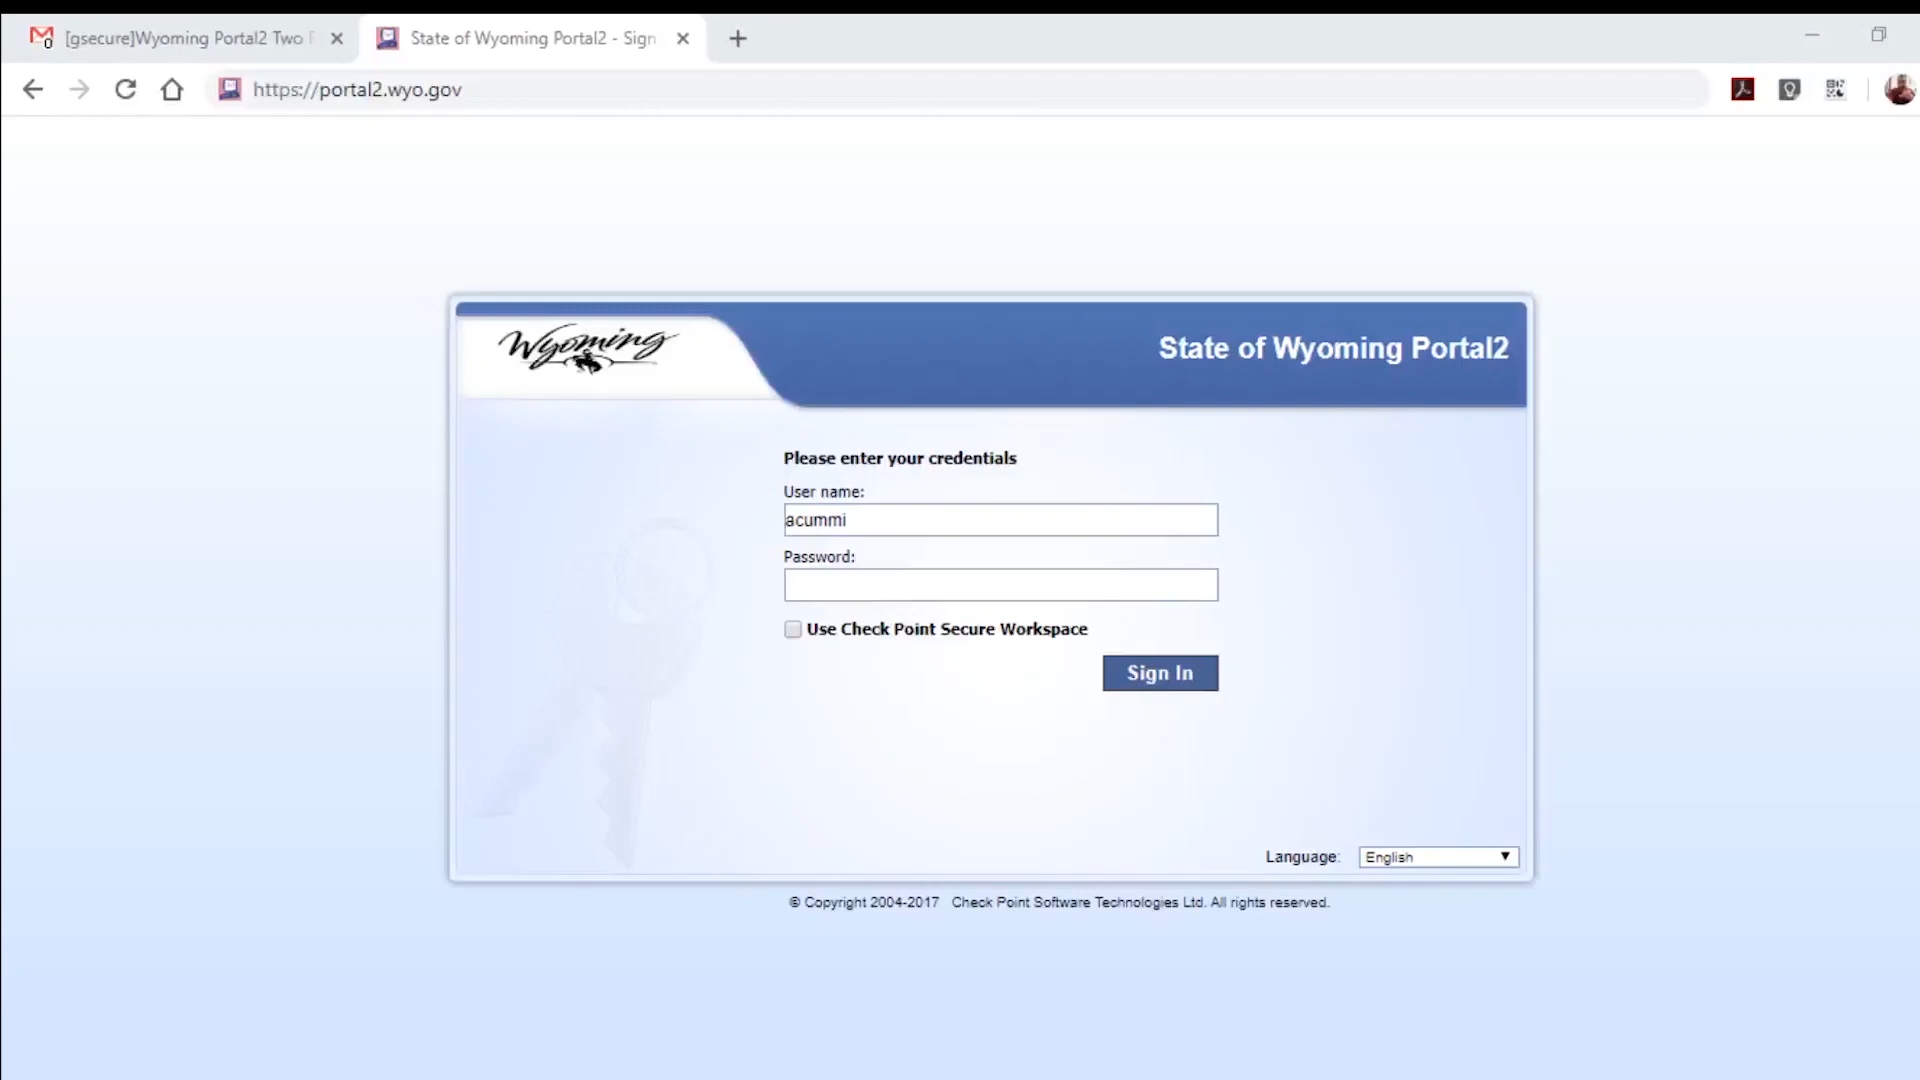 [gsecure]Wyoming Portal2 Two
State of Wyoming Portal2 - Sign
https://portal2.wyo.gov
Wyoming
State of Wyoming Portal2
Please enter your credentials
User name:
acummi
Password:
Use Check Point Secure Workspace
Sign In
Language: English
© Copyright 2004-2017 Check Point Software Technologies Ltd. All rights reserved.